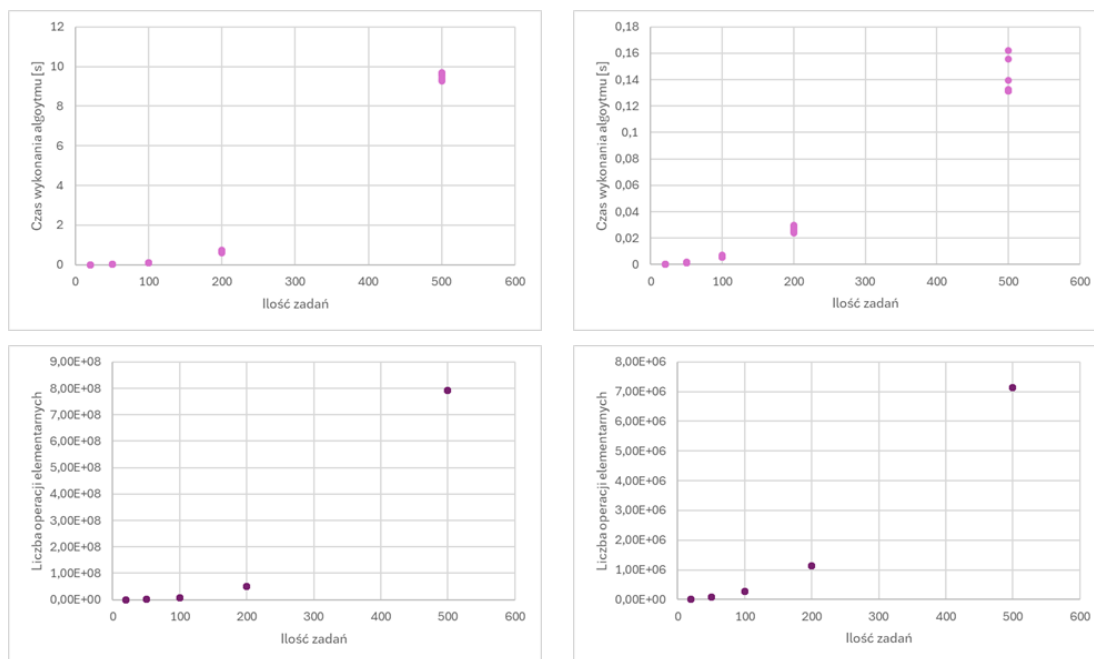 12
10
8
6
4
2
0
0 100 200 300 400 500 600
Czas wykonania algoytmu [s]
Ilość zadań
0,18
0,16
0,14
0,12
0,1
0,08
0,06
0,04
0,02
0
0 100 200 300 400 500 600
Czas wykonania algoytmu [s]
Ilość zadań
9,00E+08
8,00E+08
7,00E+08
6,00E+08
5,00E+08
4,00E+08
3,00E+08
2,00E+08
1,00E+08
0,00E+00
0 100 200 300 400 500 600
Liczba operacji elementarnych
Ilość zadań
8,00E+06
7,00E+06
6,00E+06
5,00E+06
4,00E+06
3,00E+06
2,00E+06
1,00E+06
0,00E+00
0 100 200 300 400 500 600
Liczba operacji elementarnych
Ilość zadań